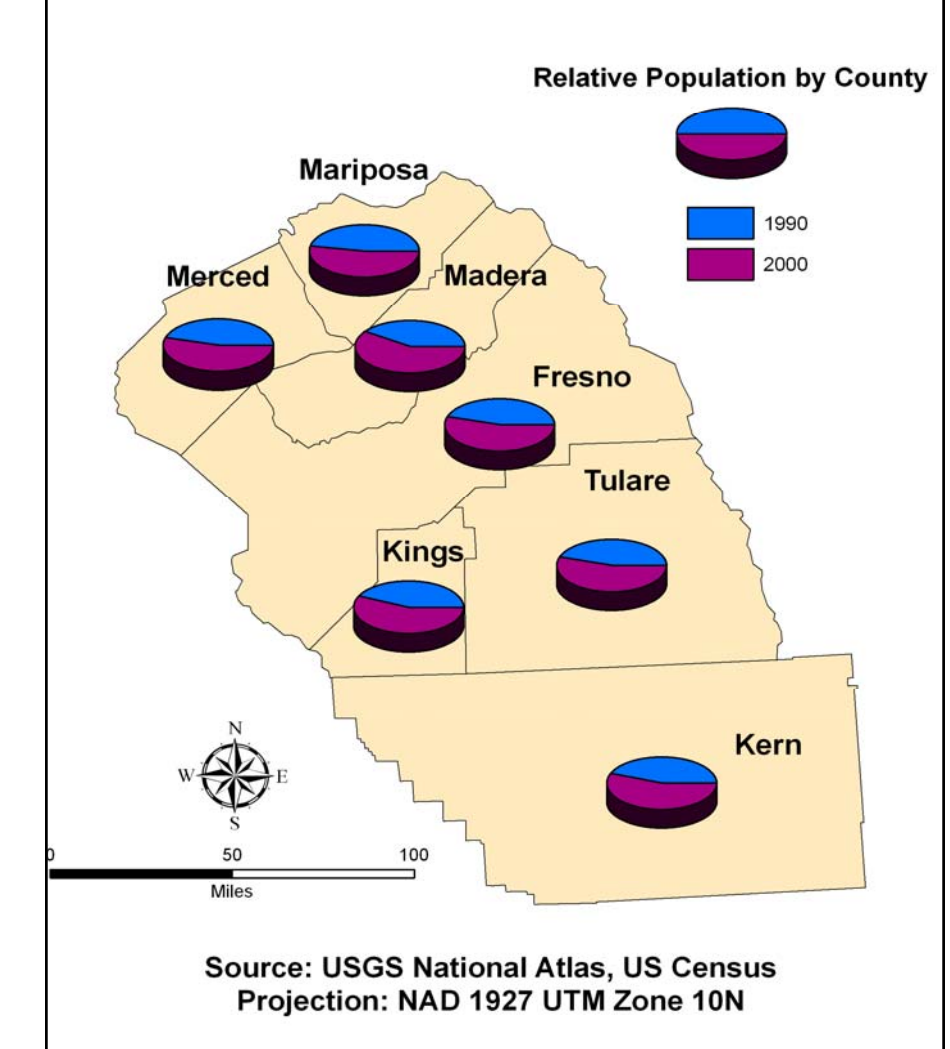 Relative Population by County
1990
2000
Mariposa
Merced
Madera
Fresno
Tulare
Kings
Kern
N
W
E
S
0 50 100
Miles
Source: USGS National Atlas, US Census
Projection: NAD 1927 UTM Zone 10N